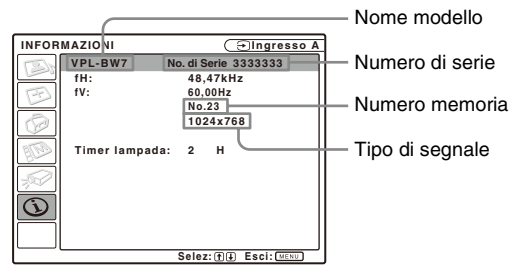 Nome modello
INFORMAZIONI Ingresso A
VPL-BW7 No. di Serie 3333333
Numero di serie
fH: 48,47kHz
fV: 60,00Hz
No.23
Numero memoria
1024x768
Timer lampada: 2 H
Tipo di segnale
Selez: Esci: MENU